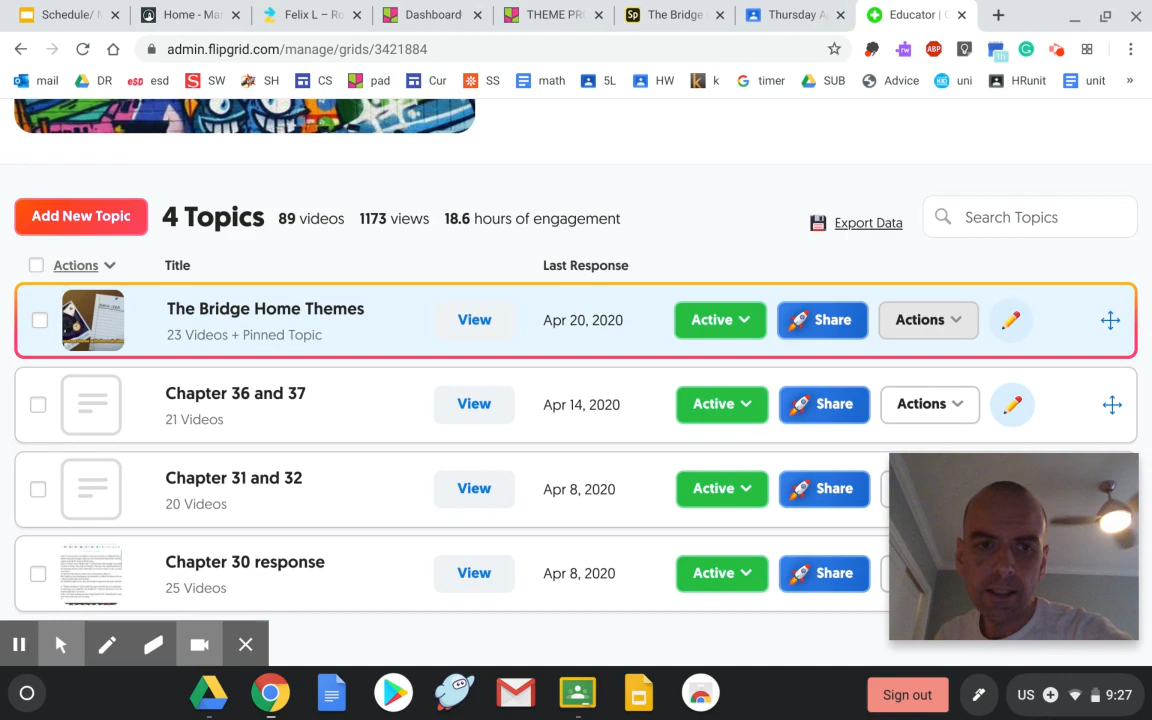 Schedule/
Home - Ma
Felix L – Ro
Dashboard
THEME PR
The Bridge
Thursday A
Educator |
admin.flipgrid.com/manage/grids/3421884
mail
DR
esd
esd
SW
SH
CS
pad
Cur
SS
math
5L
HW
k
timer
SUB
Advice
uni
HRunit
unit
Add New Topic
4 Topics
89 videos
1173 views
18.6 hours of engagement
Export Data
Search Topics
Actions
Title
Last Response
The Bridge Home Themes
23 Videos + Pinned Topic
View
Apr 20, 2020
Active
Share
Actions
Chapter 36 and 37
21 Videos
View
Apr 14, 2020
Active
Share
Actions
Chapter 31 and 32
20 Videos
View
Apr 8, 2020
Active
Share
Chapter 30 response
25 Videos
View
Apr 8, 2020
Active
Share
Sign out
US
9:27